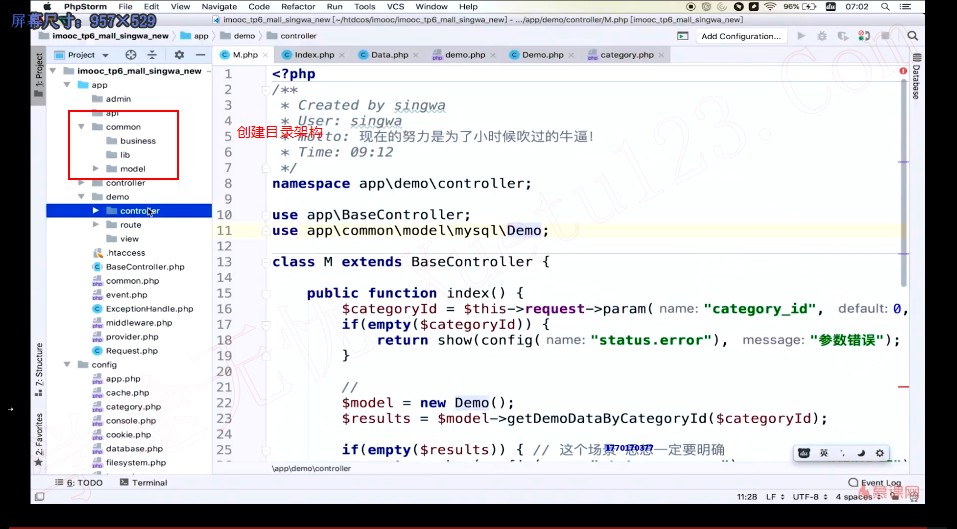 屏幕尺寸：957×529
PhpStorm File Edit View Navigate Code Refactor Run Tools VCS Window Help 96% 07:02
imooc_tp6_mall_singwa_new [~/htdcos/imooc/imooc_tp6_mall_singwa_new] - .../app/demo/controller/M.php [imooc_tp6_mall_singwa_new]
imooc_tp6_mall_singwa_new app demo controller Add Configuration...
Project M.php Index.php Data.php demo.php Demo.php category.php
1: Project
7: Structure
2: Favorites
Database
imooc_tp6_mall_singwa_new
app
admin
api
common
business
lib
model
controller
demo
controller
route
view
.htaccess
BaseController.php
common.php
event.php
ExceptionHandle.php
middleware.php
provider.php
Request.php
config
app.php
cache.php
category.php
console.php
cookie.php
database.php
filesystem.php
创建目录架构
1 <?php
2 /**
3 * Created by singwa
4 * User: singwa
5 * motto: 现在的努力是为了小时候吹过的牛逼！
6 * Time: 09:12
7 */
8 namespace app\demo\controller;
9
10 use app\BaseController;
11 use app\common\model\mysql\Demo;
12
13 class M extends BaseController {
14
15 public function index() {
16 $categoryId = $this->request->param( name: "category_id", default: 0,
17 if(empty($categoryId)) {
18 return show(config( name: "status.error"), message: "参数错误");
19 }
20
21 //
22 $model = new Demo();
23 $results = $model->getDemoDataByCategoryId($categoryId);
24
25 if(empty($results)) { // 这个场景 一定要明确
\app\demo\controller
英
6: TODO Terminal Event Log
11:28 LF UTF-8 4 spaces
慕课网